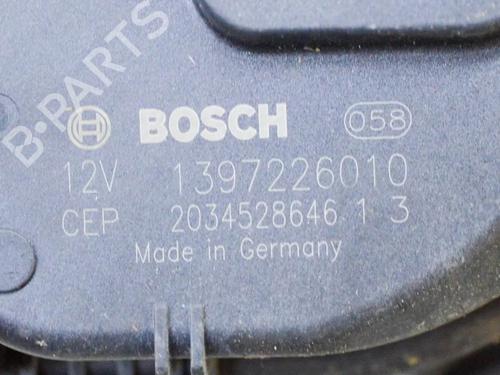 B-PARTS
BOSCH 058
12V 1397226010
CEP 2034528646 1 3
Made in Germany